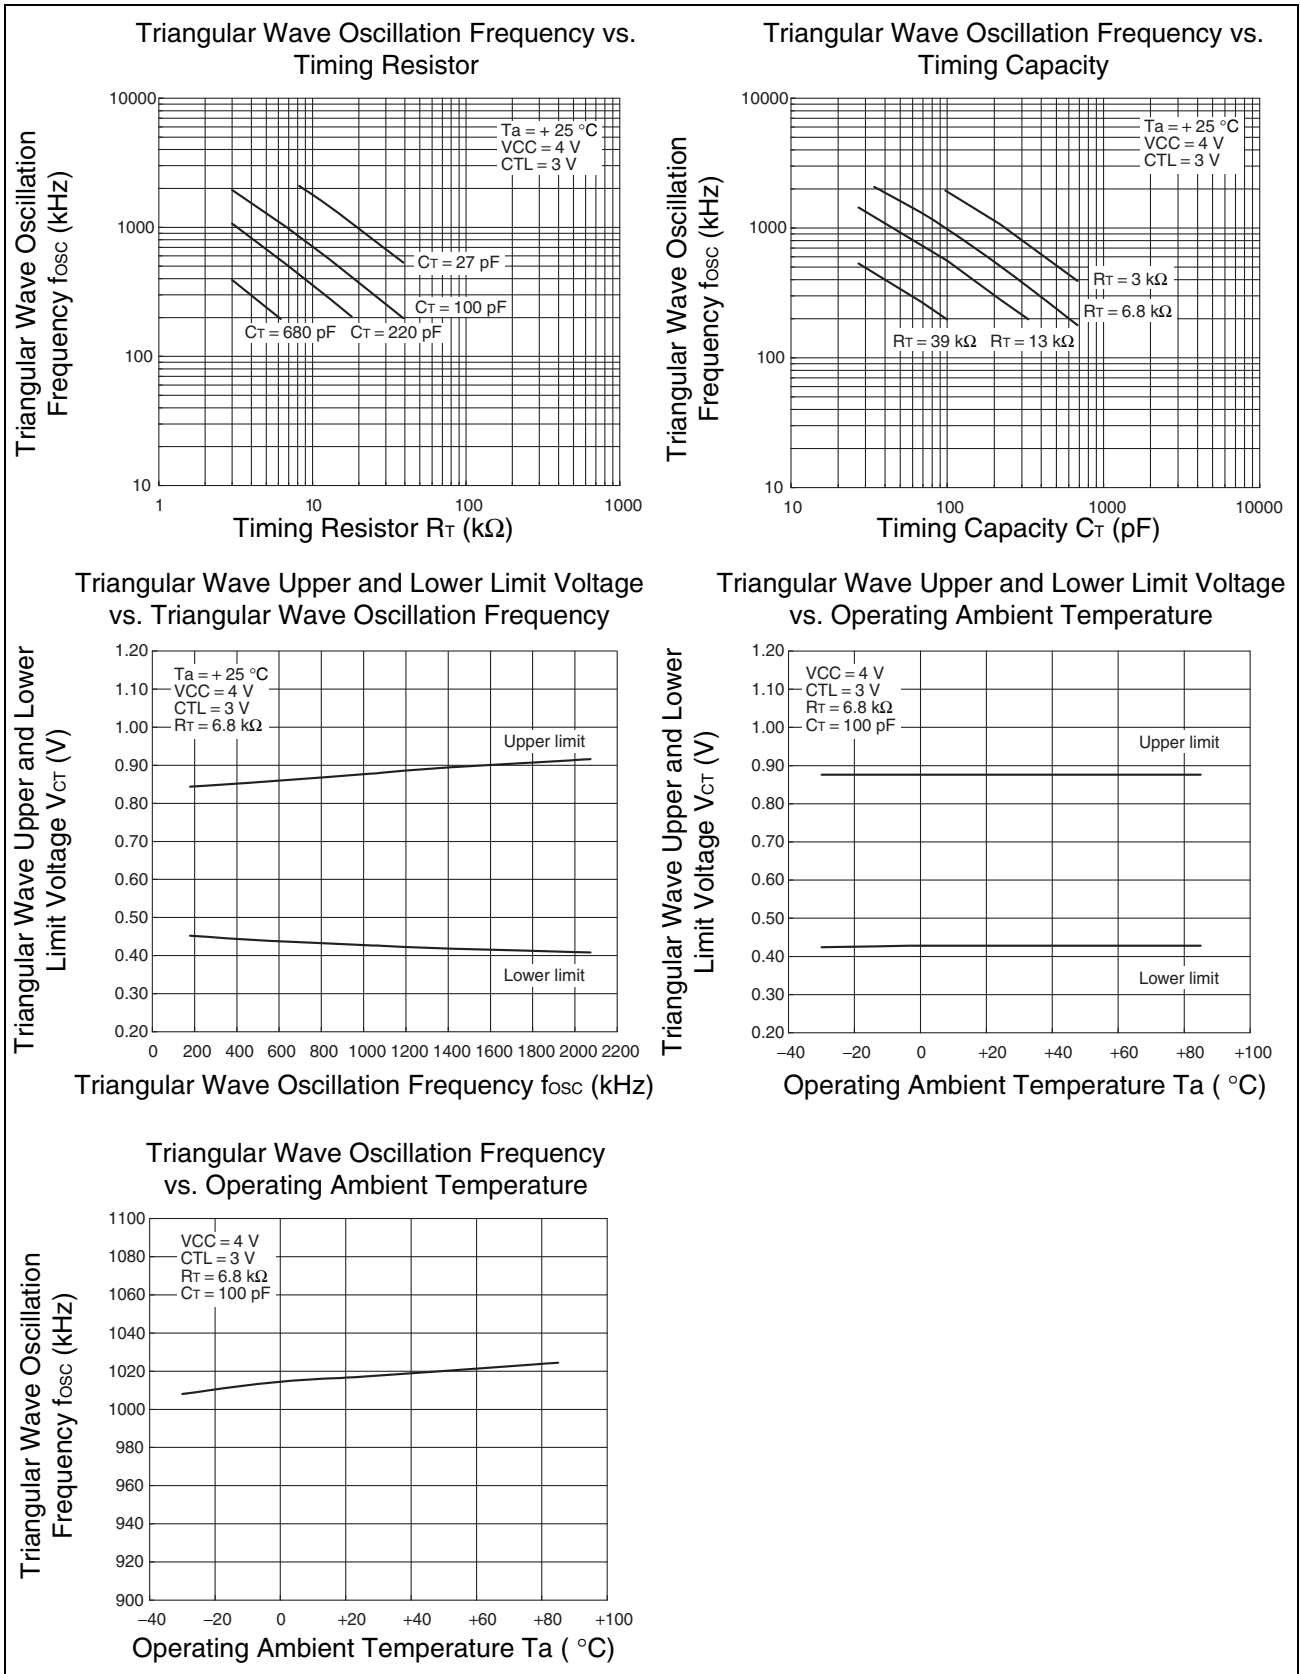 Triangular Wave Oscillation Frequency vs.
Timing Resistor
Triangular Wave Oscillation
Frequency fOSC (kHz)
10000
1000
100
10
Ta = + 25 °C
VCC = 4 V
CTL = 3 V
CT = 27 pF
CT = 100 pF
CT = 680 pF
CT = 220 pF
1
10
100
1000
Timing Resistor RT (kΩ)
Triangular Wave Oscillation Frequency vs.
Timing Capacity
Triangular Wave Oscillation
Frequency fOSC (kHz)
10000
1000
100
10
Ta = + 25 °C
VCC = 4 V
CTL = 3 V
RT = 3 kΩ
RT = 6.8 kΩ
RT = 39 kΩ
RT = 13 kΩ
10
100
1000
10000
Timing Capacity CT (pF)
Triangular Wave Upper and Lower Limit Voltage
vs. Triangular Wave Oscillation Frequency
Triangular Wave Upper and Lower
Limit Voltage VCT (V)
1.20
1.10
1.00
0.90
0.80
0.70
0.60
0.50
0.40
0.30
0.20
Ta = + 25 °C
VCC = 4 V
CTL = 3 V
RT = 6.8 kΩ
Upper limit
Lower limit
0 200 400 600 800 1000 1200 1400 1600 1800 2000 2200
Triangular Wave Oscillation Frequency fOSC (kHz)
Triangular Wave Upper and Lower Limit Voltage
vs. Operating Ambient Temperature
Triangular Wave Upper and Lower
Limit Voltage VCT (V)
1.20
1.10
1.00
0.90
0.80
0.70
0.60
0.50
0.40
0.30
0.20
VCC = 4 V
CTL = 3 V
RT = 6.8 kΩ
CT = 100 pF
Upper limit
Lower limit
−40 −20 0 +20 +40 +60 +80 +100
Operating Ambient Temperature Ta ( °C)
Triangular Wave Oscillation Frequency
vs. Operating Ambient Temperature
Triangular Wave Oscillation
Frequency fOSC (kHz)
1100
1080
1060
1040
1020
1000
980
960
940
920
900
VCC = 4 V
CTL = 3 V
RT = 6.8 kΩ
CT = 100 pF
−40 −20 0 +20 +40 +60 +80 +100
Operating Ambient Temperature Ta ( °C)